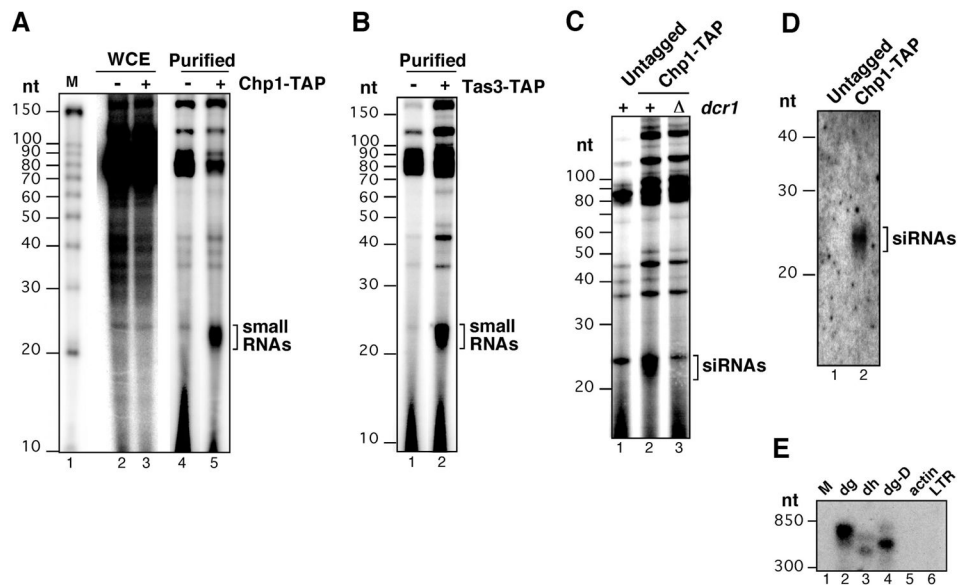 A
WCE Purified
nt M - + - + Chp1-TAP
150
100
90
80
70
60
50
40
30
20
10
small
RNAs
1 2 3 4 5
B
Purified
nt - + Tas3-TAP
150
100
90
80
70
60
50
40
30
20
10
small
RNAs
1 2
C
Untagged
Chp1-TAP
+ + Δ dcr1
nt
100
80
60
50
40
30
20
siRNAs
1 2 3
D
Untagged
Chp1-TAP
nt
40
30
20
siRNAs
1 2
E
nt M dg dh dg-D actin LTR
850
300
1 2 3 4 5 6